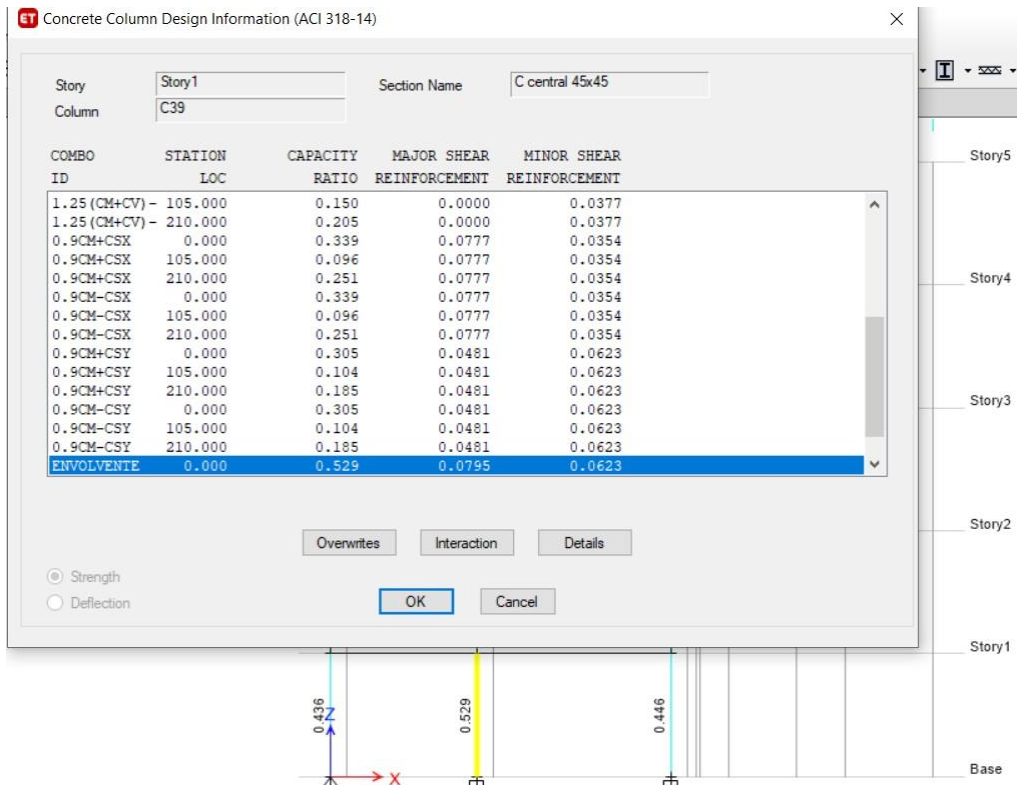 ET Concrete Column Design Information (ACI 318-14)
Story Story1 Section Name C central 45x45
Column C39
COMBO STATION CAPACITY MAJOR SHEAR MINOR SHEAR
ID LOC RATIO REINFORCEMENT REINFORCEMENT
1.25(CM+CV)- 105.000 0.150 0.0000 0.0377
1.25(CM+CV)- 210.000 0.205 0.0000 0.0377
0.9CM+CSX 0.000 0.339 0.0777 0.0354
0.9CM+CSX 105.000 0.096 0.0777 0.0354
0.9CM+CSX 210.000 0.251 0.0777 0.0354
0.9CM-CSX 0.000 0.339 0.0777 0.0354
0.9CM-CSX 105.000 0.096 0.0777 0.0354
0.9CM-CSX 210.000 0.251 0.0777 0.0354
0.9CM+CSY 0.000 0.305 0.0481 0.0623
0.9CM+CSY 105.000 0.104 0.0481 0.0623
0.9CM+CSY 210.000 0.185 0.0481 0.0623
0.9CM-CSY 0.000 0.305 0.0481 0.0623
0.9CM-CSY 105.000 0.104 0.0481 0.0623
0.9CM-CSY 210.000 0.185 0.0481 0.0623
ENVOLVENTE 0.000 0.529 0.0795 0.0623
Overwrites Interaction Details
Strength
Deflection
OK Cancel
Story5
Story4
Story3
Story2
Story1
Base
0.436
0.529
0.446
Z
X